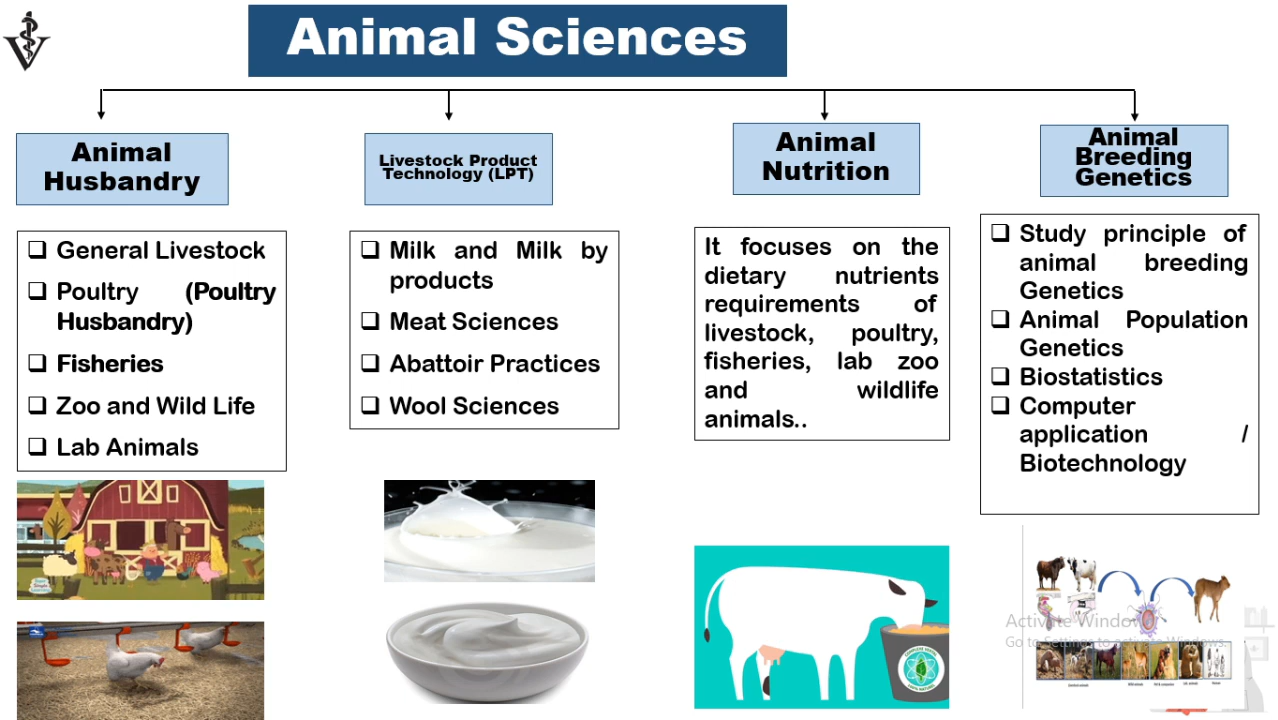 Animal Sciences
Animal
Husbandry
❑ General Livestock
❑ Poultry (Poultry
Husbandry)
❑ Fisheries
❑ Zoo and Wild Life
❑ Lab Animals
Livestock Product
Technology (LPT)
❑ Milk and Milk by
products
❑ Meat Sciences
❑ Abattoir Practices
❑ Wool Sciences
Animal
Nutrition
It focuses on the
dietary nutrients
requirements of
livestock, poultry,
fisheries, lab zoo
and wildlife
animals..
Animal
Breeding
Genetics
❑ Study principle of
animal breeding
Genetics
❑ Animal Population
Genetics
❑ Biostatistics
❑ Computer
application /
Biotechnology
Activate Windows
Go to Settings to activate Windows.